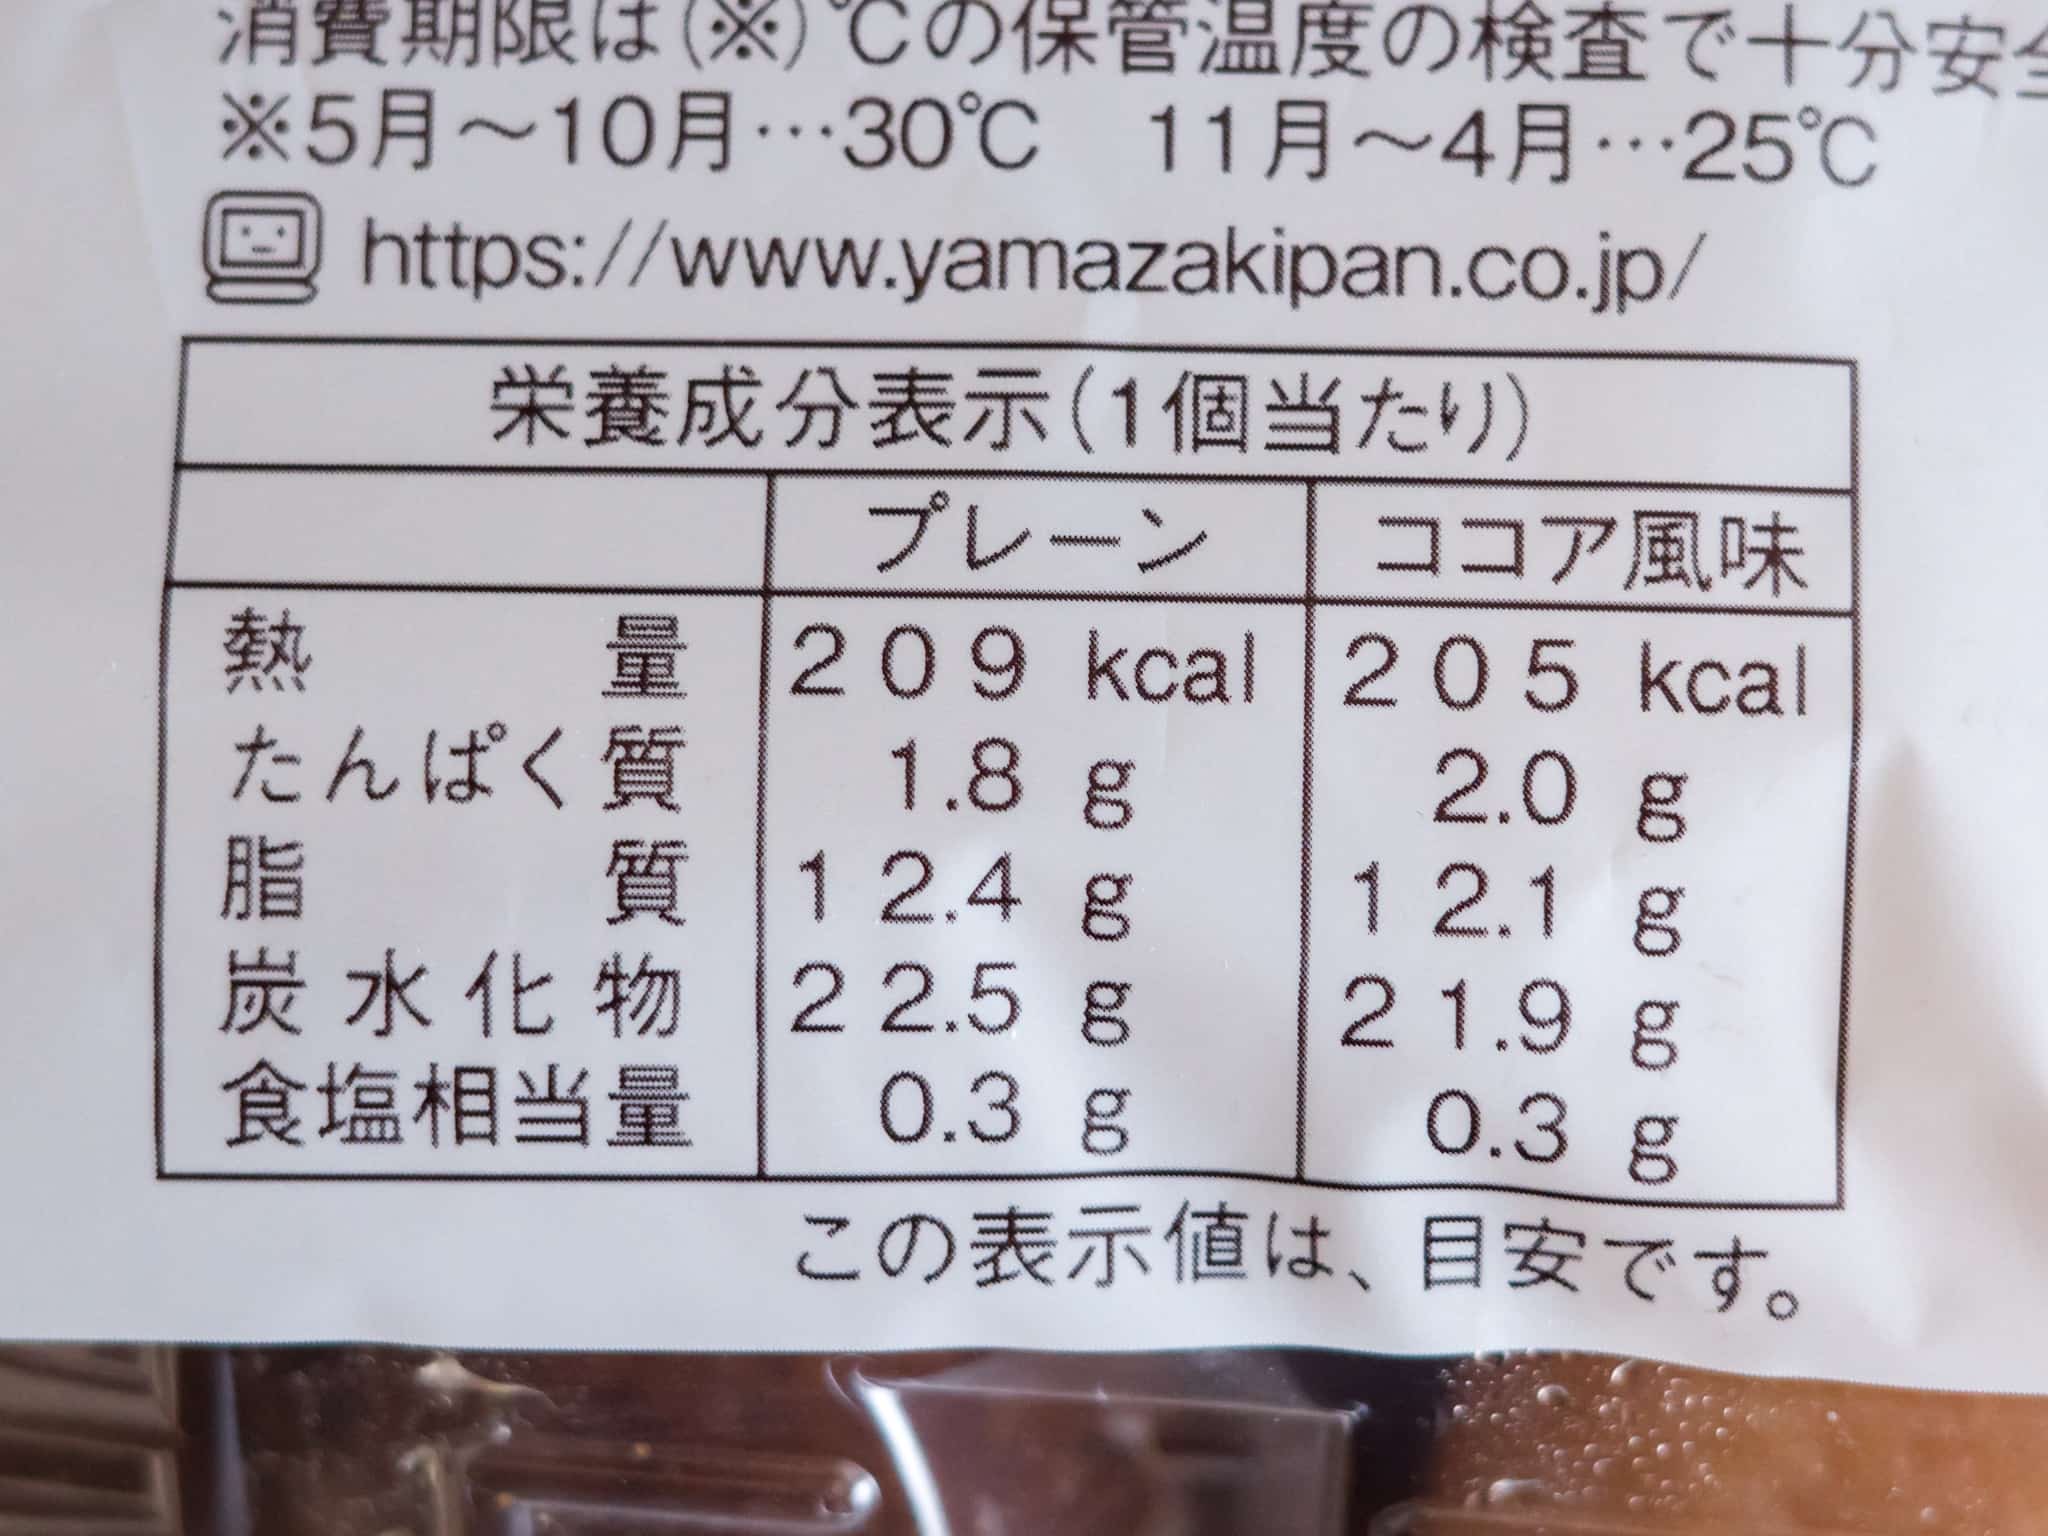 消費期限は(※)℃の保管温度の検査で十分安全
※5月〜10月…30℃ 11月〜4月…25℃
https://www.yamazakipan.co.jp/
栄養成分表示(1個当たり)
プレーン ココア風味
熱量 209 kcal 205 kcal
たんぱく質 1.8 g 2.0 g
脂質 12.4 g 12.1 g
炭水化物 22.5 g 21.9 g
食塩相当量 0.3 g 0.3 g
この表示値は、目安です。